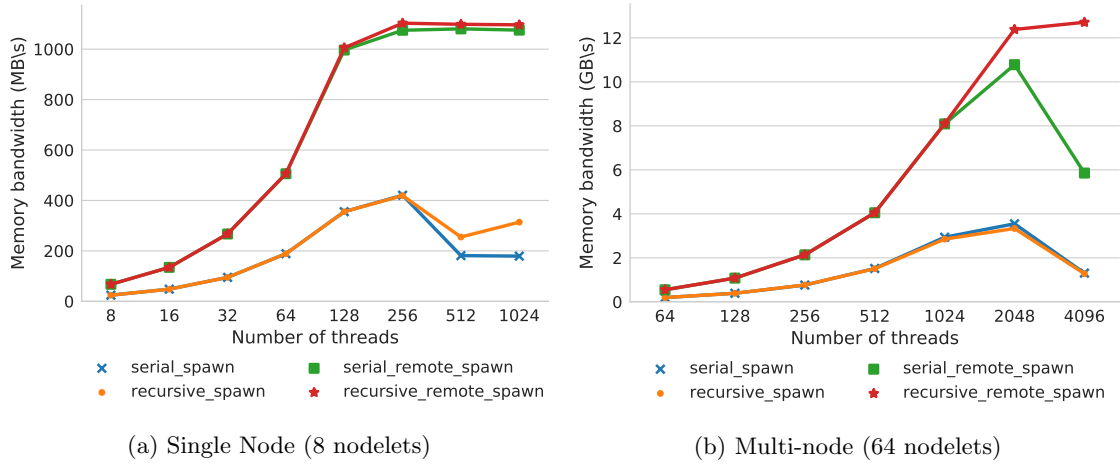 Memory bandwidth (MB\s)
1000
800
600
400
200
0
8 16 32 64 128 256 512 1024
Number of threads
serial_spawn serial_remote_spawn
recursive_spawn recursive_remote_spawn
(a) Single Node (8 nodelets)
Memory bandwidth (GB\s)
12
10
8
6
4
2
0
64 128 256 512 1024 2048 4096
Number of threads
serial_spawn serial_remote_spawn
recursive_spawn recursive_remote_spawn
(b) Multi-node (64 nodelets)